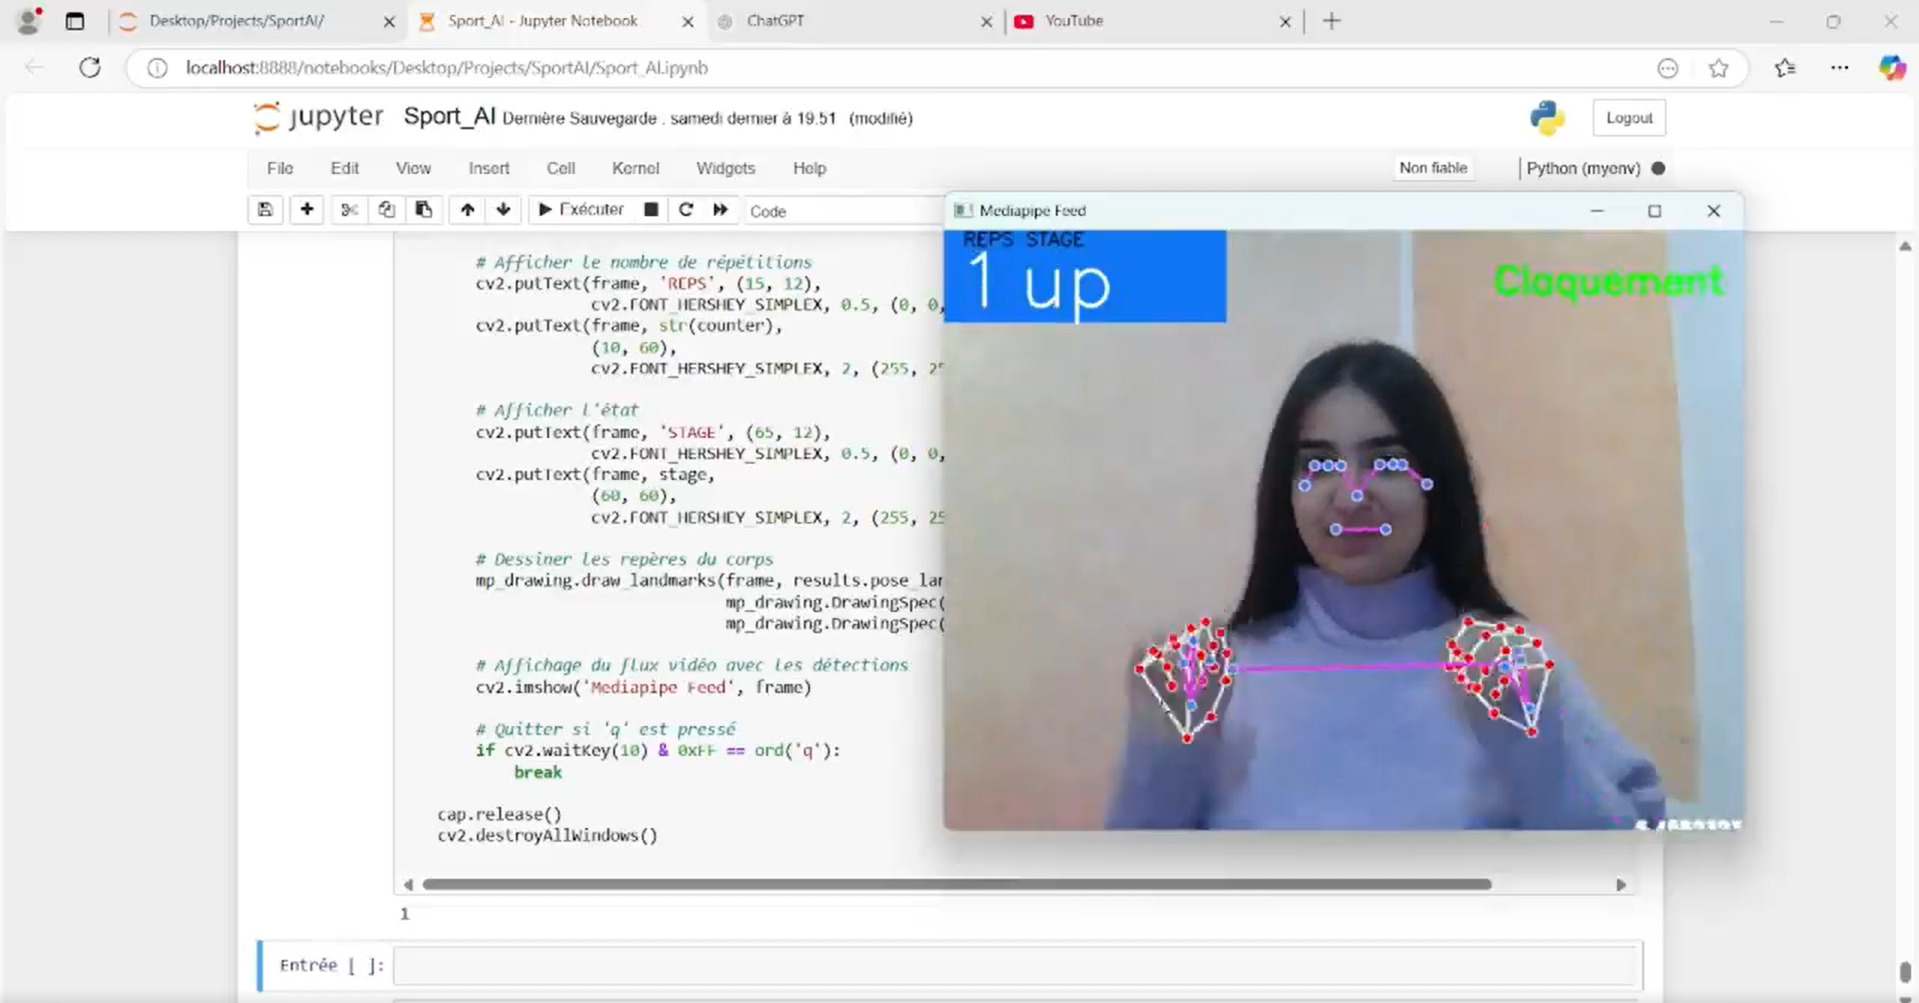 Desktop/Projects/SportAI/
Sport_AI - Jupyter Notebook
ChatGPT
YouTube
localhost:8888/notebooks/Desktop/Projects/SportAI/Sport_AI.ipynb
jupyter
Sport_AI Dernière Sauvegarde . samedi dernier à 19.51 (modifié)
Logout
File Edit View Insert Cell Kernel Widgets Help
Non fiable
Python (myenv)
Exécuter
Code
# Afficher le nombre de répétitions
cv2.putText(frame, 'REPS', (15, 12),
cv2.FONT_HERSHEY_SIMPLEX, 0.5, (0, 0,
cv2.putText(frame, str(counter),
(10, 60),
cv2.FONT_HERSHEY_SIMPLEX, 2, (255,
# Afficher l'état
cv2.putText(frame, 'STAGE', (65, 12),
cv2.FONT_HERSHEY_SIMPLEX, 0.5, (0, 0,
cv2.putText(frame, stage,
(60, 60),
cv2.FONT_HERSHEY_SIMPLEX, 2, (255,
# Dessiner les repères du corps
mp_drawing.draw_landmarks(frame, results.pose_lar
mp_drawing.DrawingSpec(
mp_drawing.DrawingSpec(
# Affichage du flux vidéo avec les détections
cv2.imshow('Mediapipe Feed', frame)
# Quitter si 'q' est pressé
if cv2.waitKey(10) & 0xFF == ord('q'):
break
cap.release()
cv2.destroyAllWindows()
1
Entrée [ ]:
Mediapipe Feed
REPS STAGE
1 up
Claquement